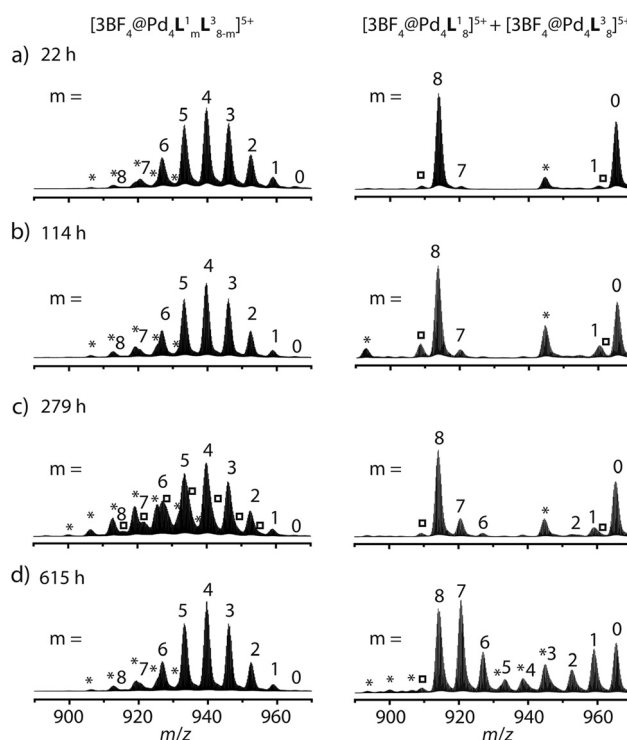 [3BF₄@Pd₄L¹ₘL³₈₋ₘ]⁵⁺
[3BF₄@Pd₄L¹₈]⁵⁺ + [3BF₄@Pd₄L³₈]⁵⁺
a) 22 h
m =
* * 8 * 7 * 6 * 5 4 3 2 1 0
m =
8 7 * 1 0
b) 114 h
m =
* * 8 * 7 * 6 * 5 4 3 2 1 0
m =
* 8 7 * 1 0
c) 279 h
m =
* * * 8 * 7 * 6 * 5 * 4 3 2 1 0
m =
8 7 6 * 2 1 0
d) 615 h
m =
* * 8 * 7 * 6 * 5 4 3 2 1 0
m =
* * * 8 7 6 *5 *4 *3 2 1 0
900 920 940 960
900 920 940 960
m/z
m/z